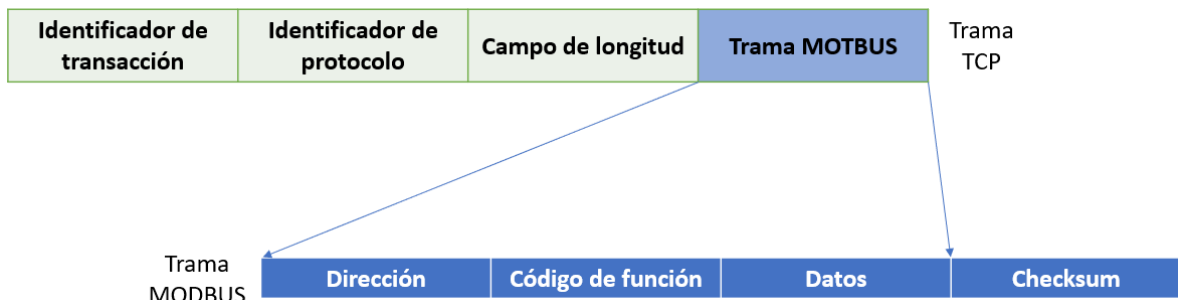 Identificador de
transacción
Identificador de
protocolo
Campo de longitud
Trama MOTBUS
Trama
TCP
Trama
MODBUS
Dirección
Código de función
Datos
Checksum